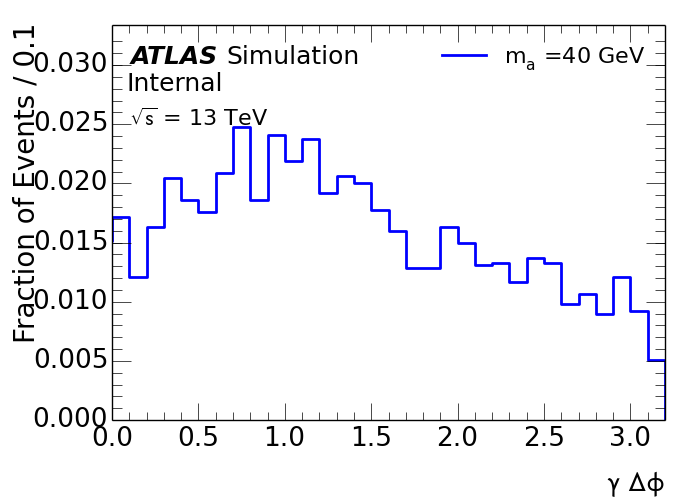 Fraction of Events / 0.1
0.030
0.025
0.020
0.015
0.010
0.005
0.000
ATLAS Simulation
Internal
√s = 13 TeV
mₐ =40 GeV
0.0 0.5 1.0 1.5 2.0 2.5 3.0
γ Δϕ